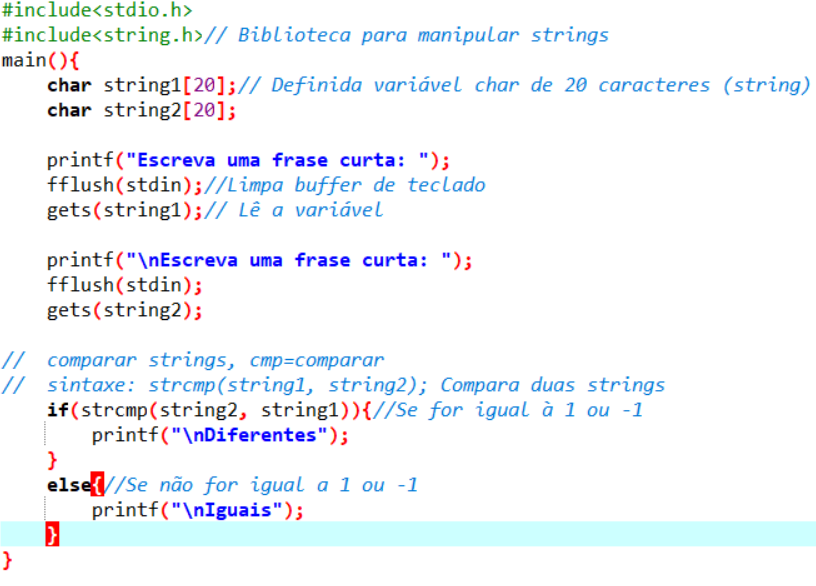 #include<stdio.h>
#include<string.h>// Biblioteca para manipular strings
main(){
    char string1[20];// Definida variável char de 20 caracteres (string)
    char string2[20];

    printf("Escreva uma frase curta: ");
    fflush(stdin);//Limpa buffer de teclado
    gets(string1);// Lê a variável

    printf("\nEscreva uma frase curta: ");
    fflush(stdin);
    gets(string2);

//  comparar strings, cmp=comparar
//  sintaxe: strcmp(string1, string2); Compara duas strings
    if(strcmp(string2, string1)){//Se for igual à 1 ou -1
        printf("\nDiferentes");
    }
    else{//Se não for igual a 1 ou -1
        printf("\nIguais");
    }
}